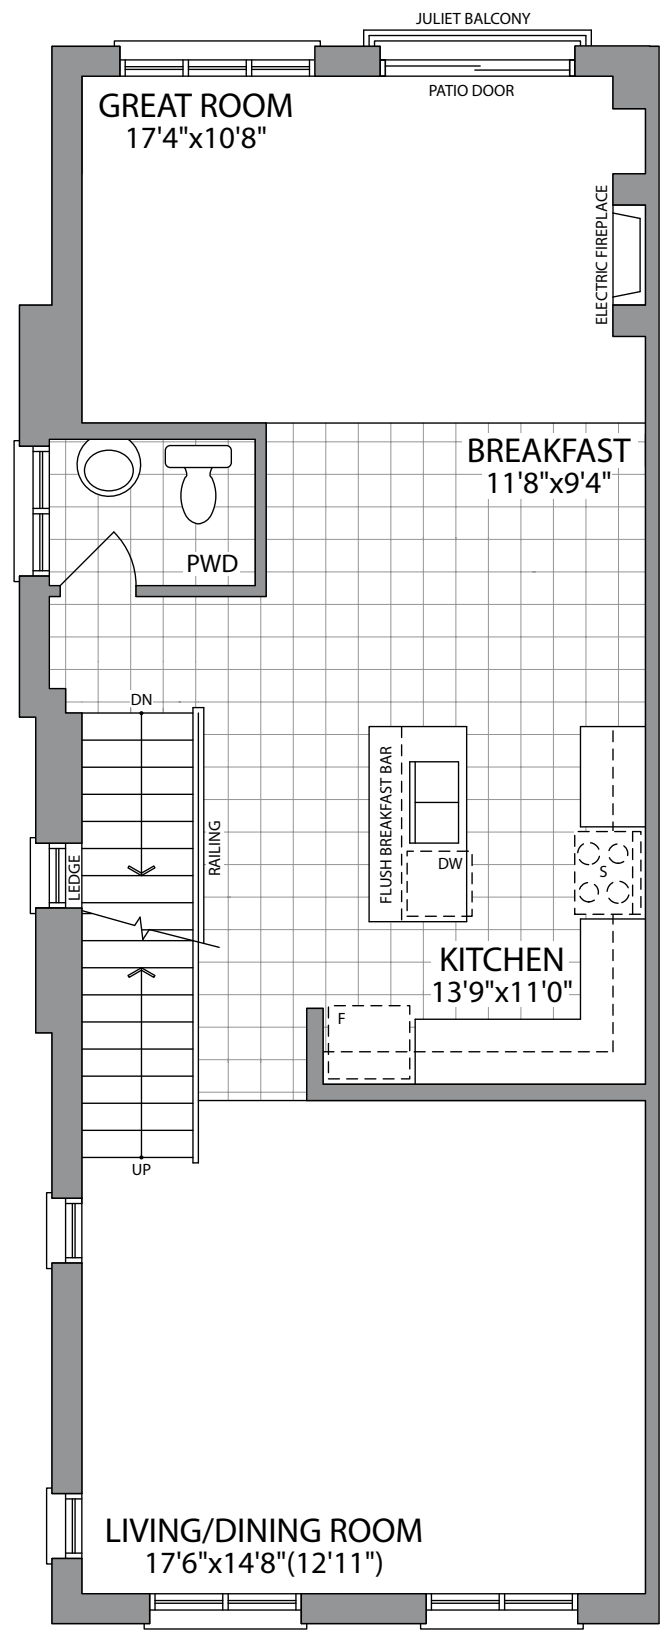 JULIET BALCONY
PATIO DOOR
GREAT ROOM
17'4"x10'8"
ELECTRIC FIREPLACE
BREAKFAST
11'8"x9'4"
PWD
DN
RAILING
LEDGE
FLUSH BREAKFAST BAR
DW
S
KITCHEN
13'9"x11'0"
F
UP
LIVING/DINING ROOM
17'6"x14'8"(12'11")